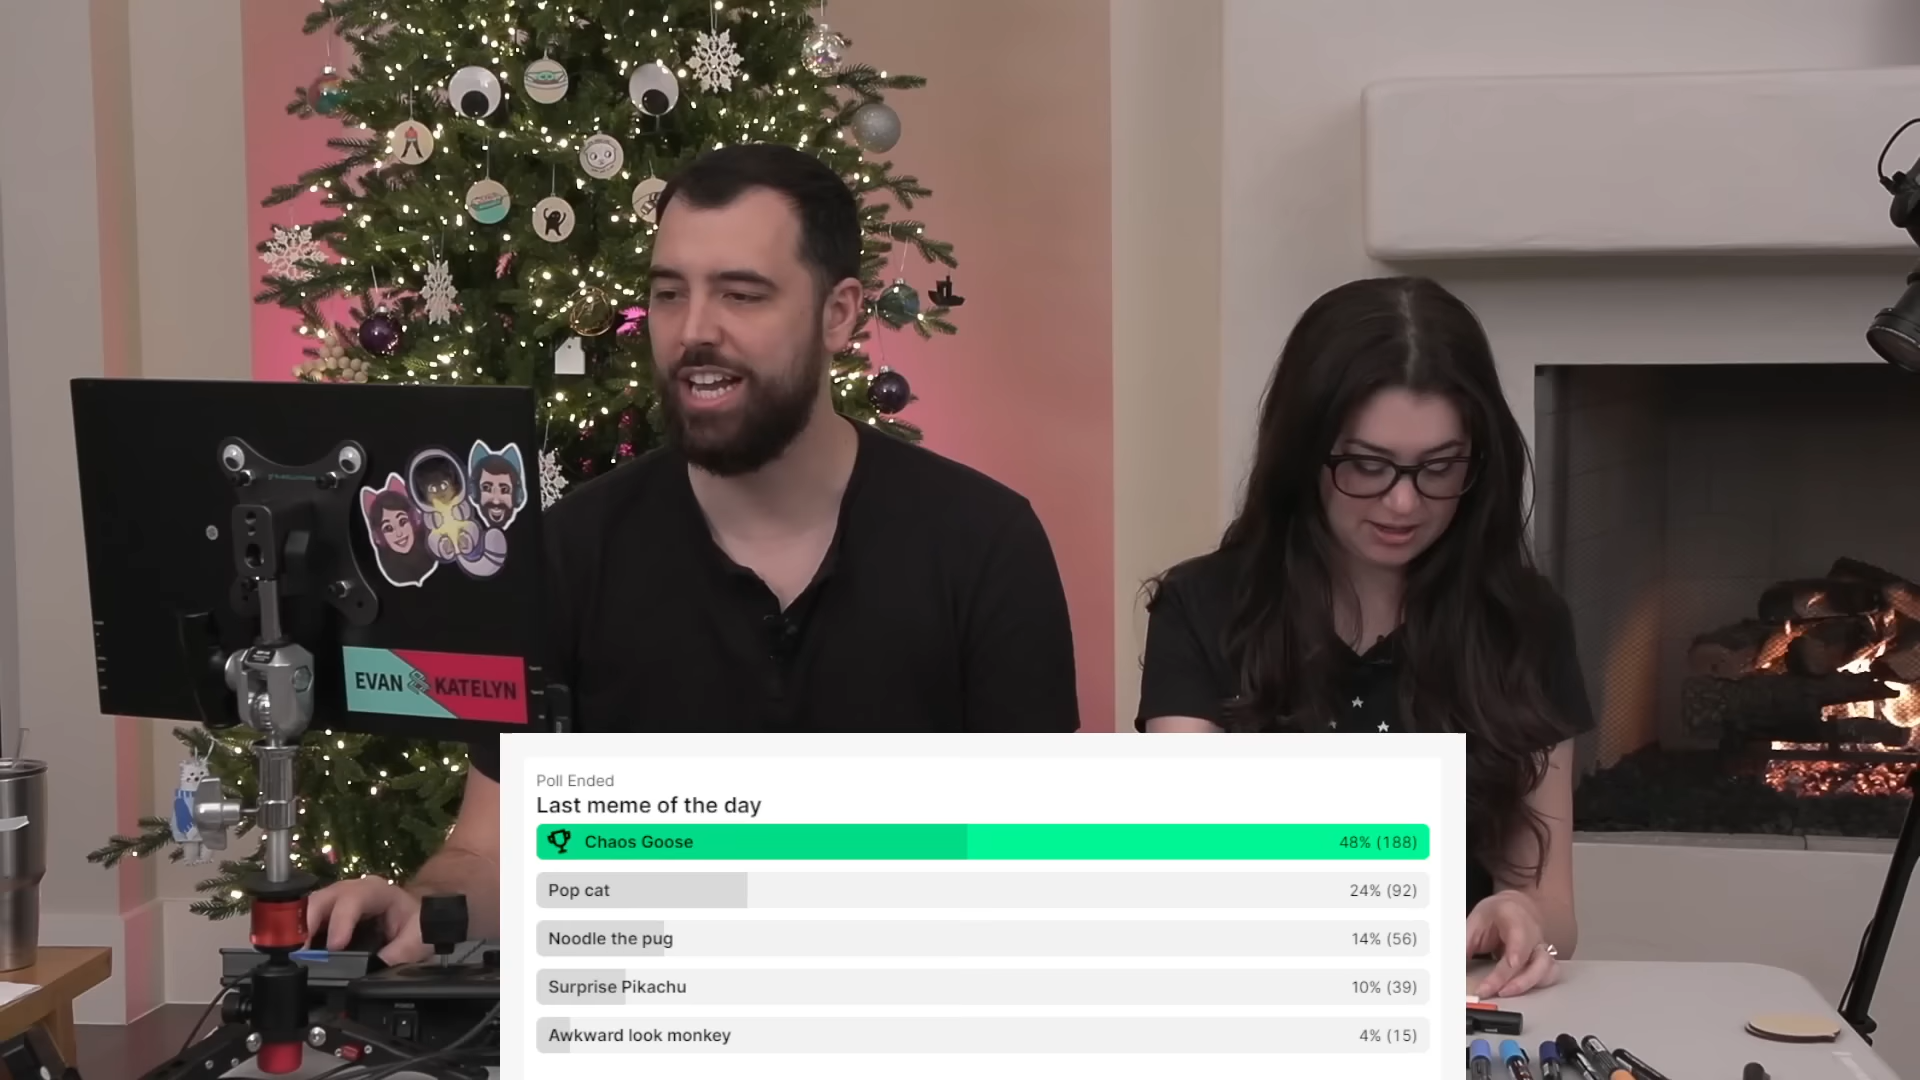 EVAN & KATELYN
Poll Ended
Last meme of the day
Chaos Goose 48% (188)
Pop cat 24% (92)
Noodle the pug 14% (56)
Surprise Pikachu 10% (39)
Awkward look monkey 4% (15)